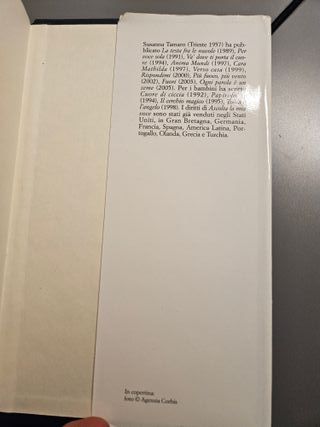 Susanna Tamaro (Trieste 1957) ha pub-
blicato La testa fra le nuvole (1989), Per
voce sola (1991), Va' dove ti porta il cuo-
re (1994), Anima Mundi (1997), Cara
Mathilda (1997), Verso casa (1999),
Rispondimi (2000), Più fuoco, più vento
(2002), Fuori (2003), Ogni parola è un
seme (2005). Per i bambini ha scritto
Cuore di ciccia (1992),
(1994), Il cerchio magico (1995), Tobia e
l'angelo (1998). I diritti di Ascolta la mia
voce sono stati già venduti negli Stati
Uniti, in Gran Bretagna, Germania,
Francia, Spagna, America Latina, Por-
togallo, Olanda, Grecia e Turchia.
In copertina:
foto © Agenzia Corbis